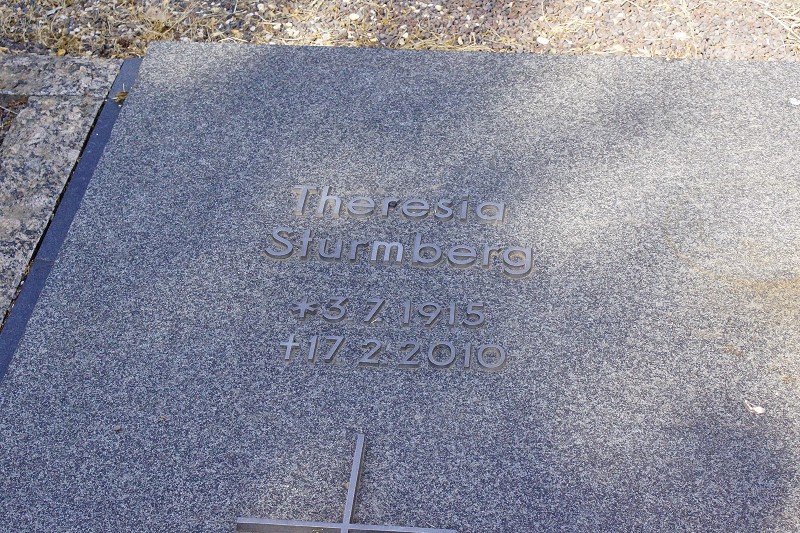 Theresia
Sturmberg
*3.7.1915
+17.2.2010